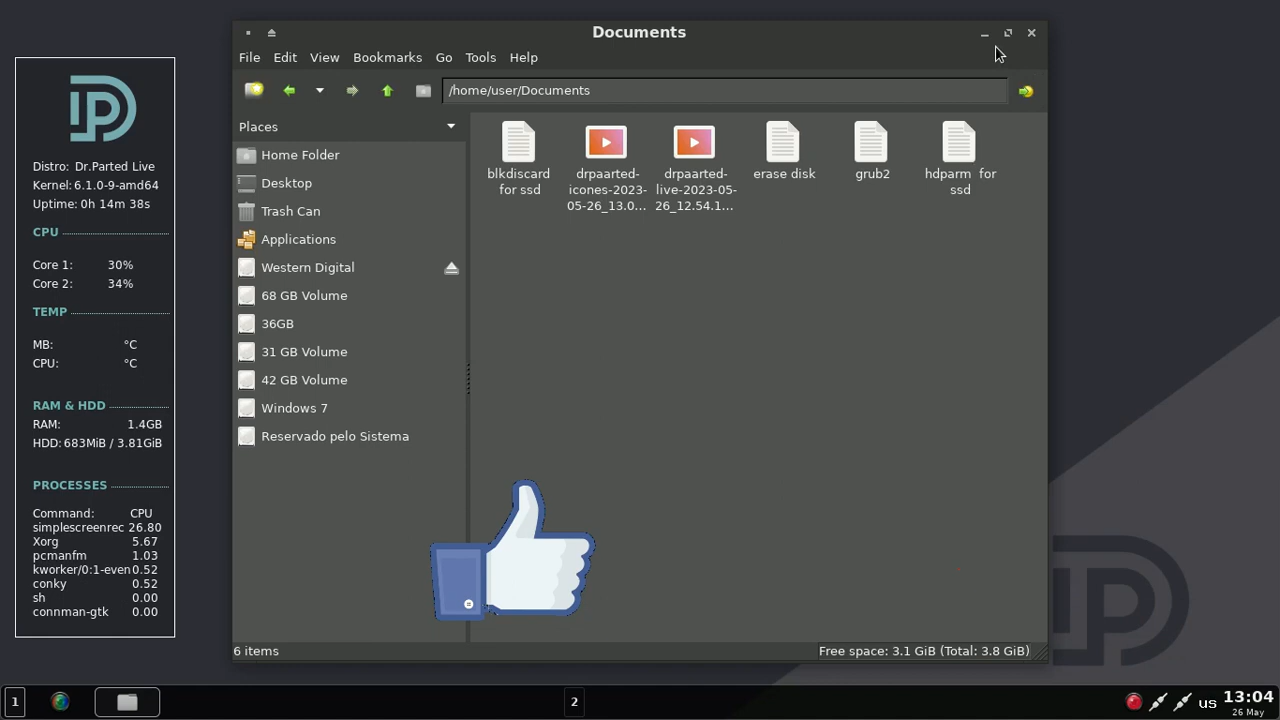 Documents
File Edit View Bookmarks Go Tools Help
/home/user/Documents
Places
Home Folder
Desktop
Trash Can
Applications
Western Digital
68 GB Volume
36GB
31 GB Volume
42 GB Volume
Windows 7
Reservado pelo Sistema
blkdiscard
for ssd
drpaarted-
icones-2023-
05-26_13.0...
drpaarted-
live-2023-05-
26_12.54.1...
erase disk
grub2
hdparm for
ssd
6 items
Free space: 3.1 GiB (Total: 3.8 GiB)
Distro: Dr.Parted Live
Kernel: 6.1.0-9-amd64
Uptime: 0h 14m 38s
CPU
Core 1: 30%
Core 2: 34%
TEMP
MB: °C
CPU: °C
RAM & HDD
RAM: 1.4GB
HDD: 683MiB / 3.81GiB
PROCESSES
Command: CPU
simplescreenrec 26.80
Xorg 5.67
pcmanfm 1.03
kworker/0:1-even 0.52
conky 0.52
sh 0.00
connman-gtk 0.00
1
2
us
13:04
26 May